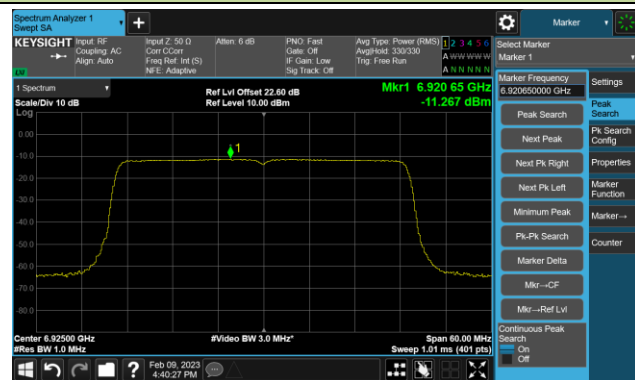 Spectrum Analyzer 1
Swept SA
+
Marker
KEYSIGHT
Input: RF
Coupling: AC
Align: Auto
Input Z: 50 Ω
Corr CCorr
Freq Ref: Int (S)
NFE: Adaptive
Atten: 6 dB
PNO: Fast
Gate: Off
IF Gain: Low
Sig Track: Off
Avg Type: Power (RMS)
Avg|Hold: 330/330
Trig: Free Run
1 2 3 4 5 6
A W W W W W
A N N N N N
LU
Select Marker
Marker 1
1 Spectrum
Scale/Div 10 dB
Log
Ref Lvl Offset 22.60 dB
Ref Level 10.00 dBm
Mkr1 6.920 65 GHz
-11.267 dBm
Marker Frequency
6.920650000 GHz
Settings
Peak Search
Peak
Search
Next Peak
Pk Search
Config
Next Pk Right
Properties
Next Pk Left
Marker
Function
Minimum Peak
Marker→
Pk-Pk Search
Counter
Marker Delta
Mkr→CF
Mkr→Ref Lvl
Continuous Peak
Search
On
Off
0.00
-10.0
-20.0
-30.0
-40.0
-50.0
-60.0
-70.0
-80.0
1
Center 6.92500 GHz
#Res BW 1.0 MHz
#Video BW 3.0 MHz*
Span 60.00 MHz
Sweep 1.01 ms (401 pts)
?
Feb 09, 2023
4:40:27 PM